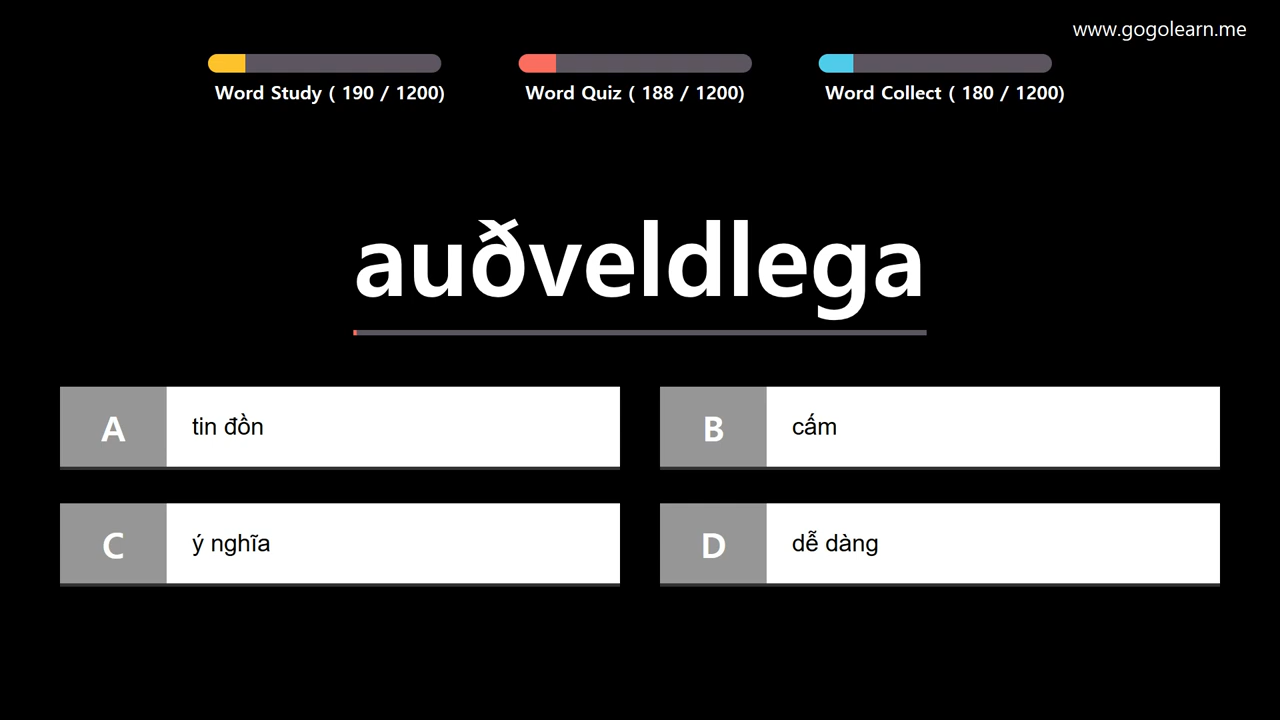 www.gogolearn.me
Word Study ( 190 / 1200)
Word Quiz ( 188 / 1200)
Word Collect ( 180 / 1200)
auðveldlega
A
tin đồn
B
cấm
C
ý nghĩa
D
dễ dàng